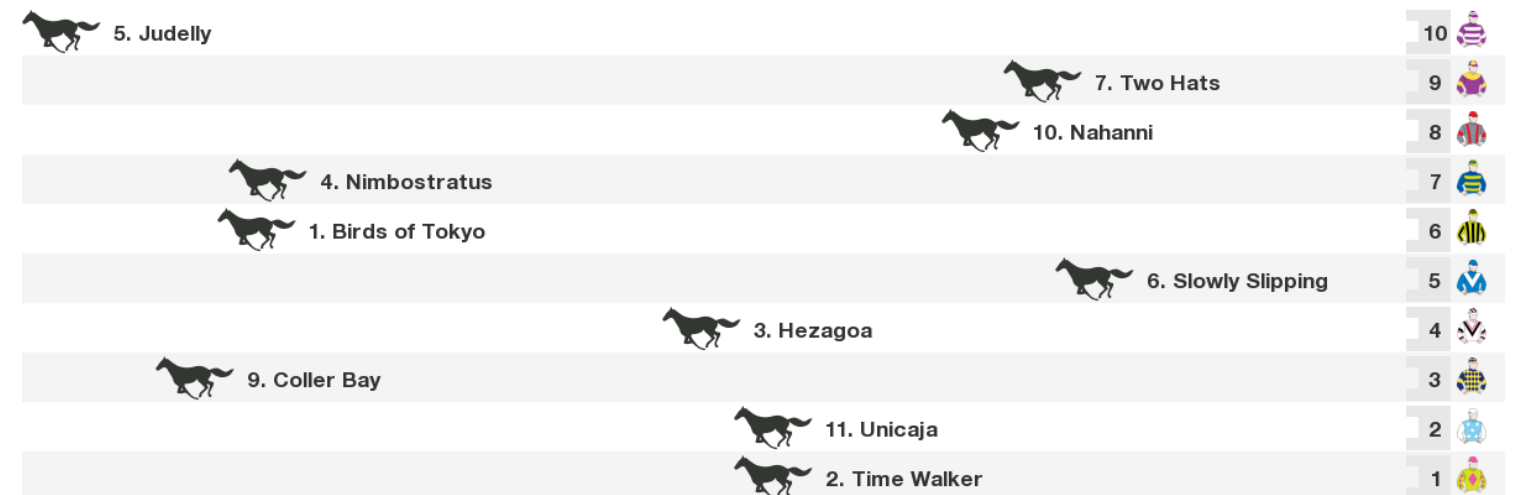 5. Judelly 10
7. Two Hats 9
10. Nahanni 8
4. Nimbostratus 7
1. Birds of Tokyo 6
6. Slowly Slipping 5
3. Hezagoa 4
9. Coller Bay 3
11. Unicaja 2
2. Time Walker 1